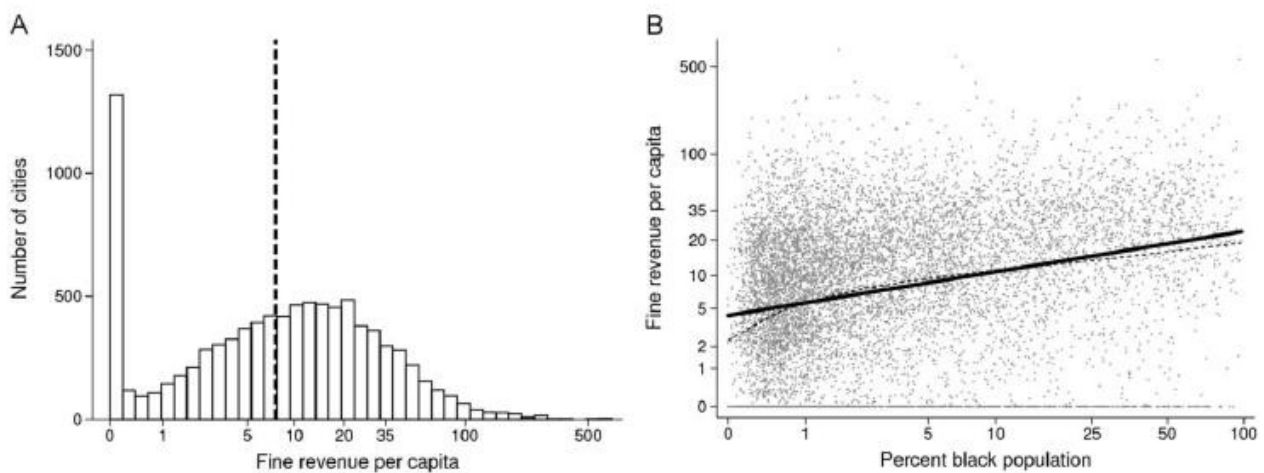 A
1500
1000
500
0
Number of cities
0 1 5 10 20 35 100 500
Fine revenue per capita
B
500
100
35
20
10
5
2
1
0
Fine revenue per capita
0 1 5 10 25 50 100
Percent black population